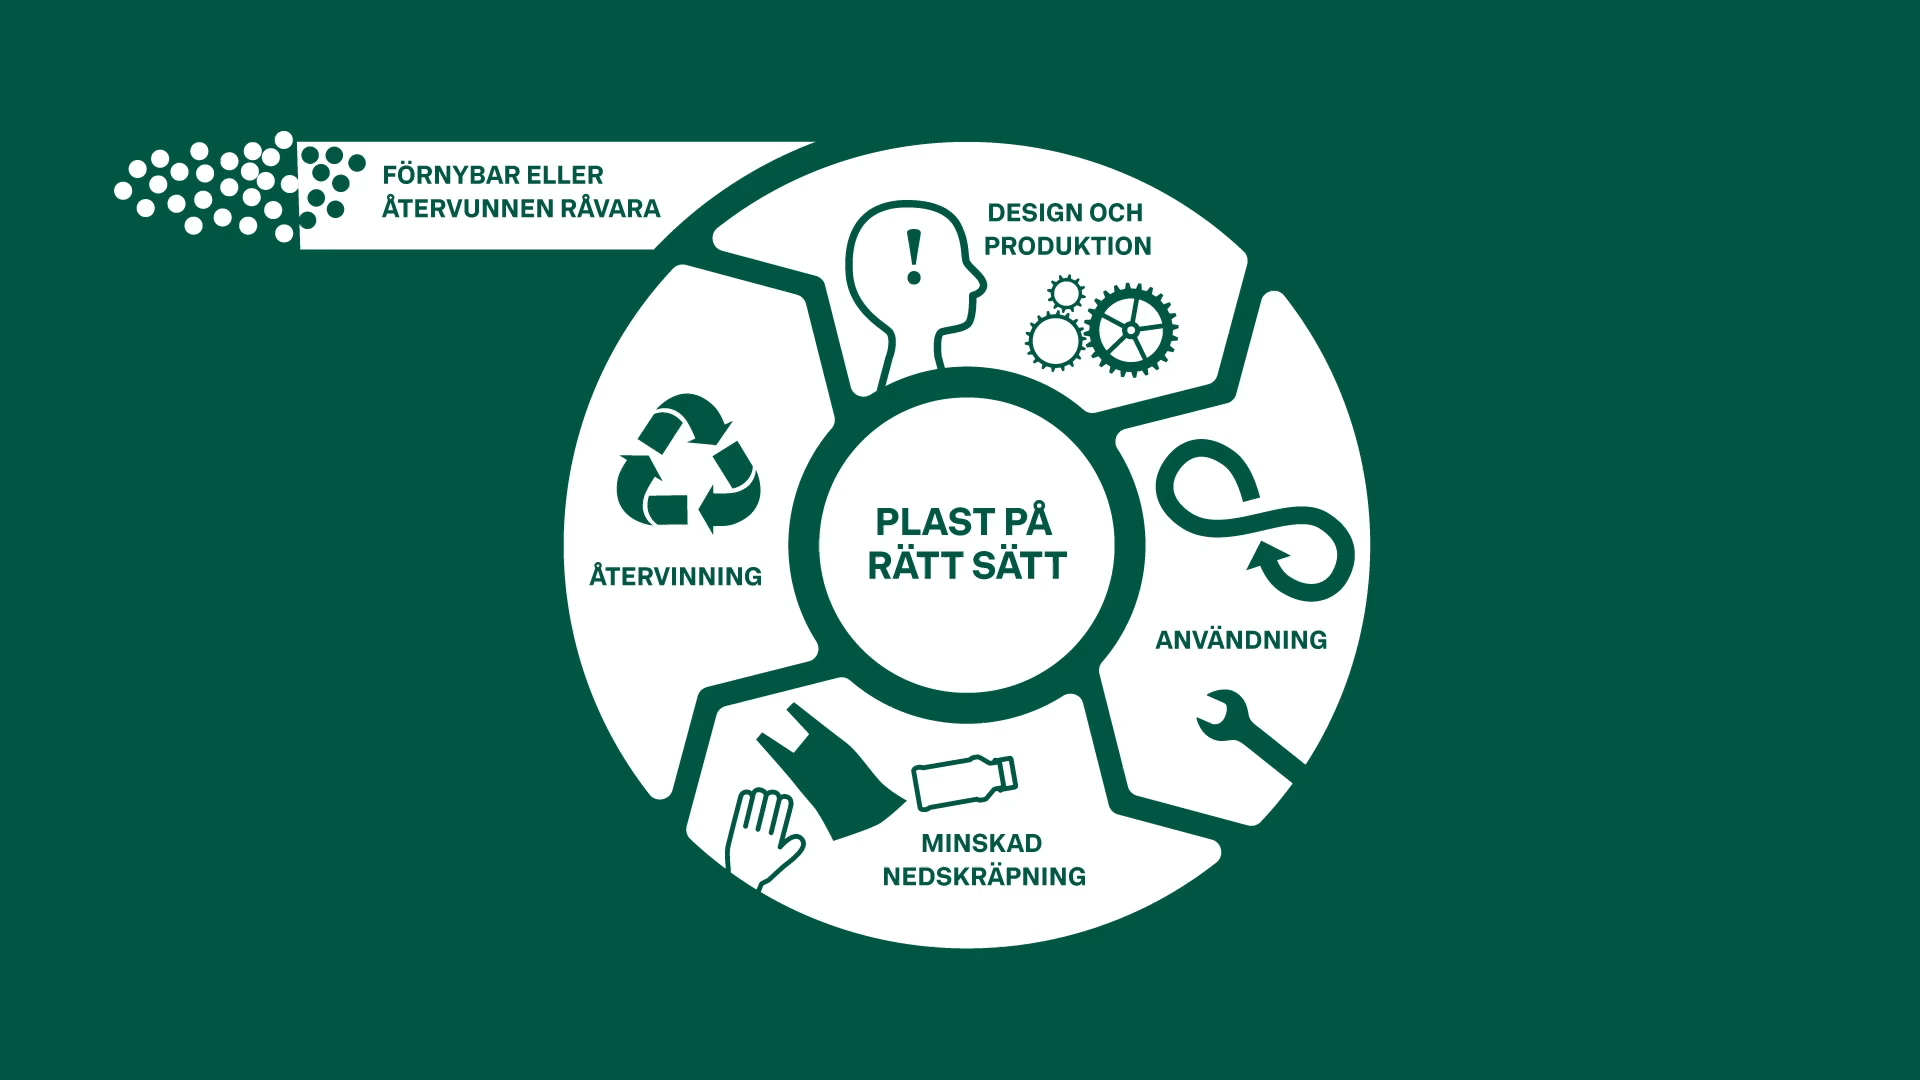 FÖRNYBAR ELLER
ÅTERVUNNEN RÅVARA
DESIGN OCH
PRODUKTION
!
PLAST PÅ
RÄTT SÄTT
ÅTERVINNING
ANVÄNDNING
MINSKAD
NEDSKRÄPNING